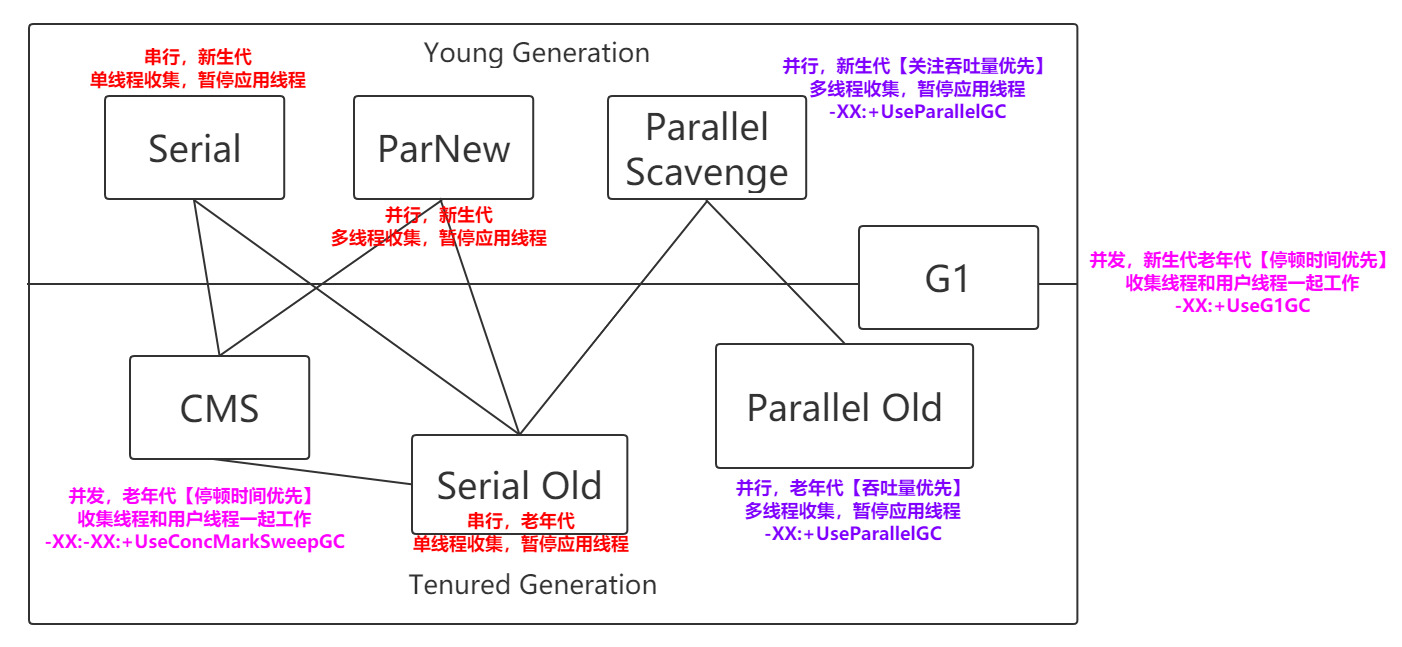 Young Generation
串行，新生代
单线程收集，暂停应用线程
Serial
ParNew
并行，新生代
多线程收集，暂停应用线程
并行，新生代【关注吞吐量优先】
多线程收集，暂停应用线程
-XX:+UseParallelGC
Parallel
Scavenge
G1
并发，新生代老年代【停顿时间优先】
收集线程和用户线程一起工作
-XX:+UseG1GC
CMS
并发，老年代【停顿时间优先】
收集线程和用户线程一起工作
-XX:-XX:+UseConcMarkSweepGC
Serial Old
串行，老年代
单线程收集，暂停应用线程
Parallel Old
并行，老年代【吞吐量优先】
多线程收集，暂停应用线程
-XX:+UseParallelGC
Tenured Generation